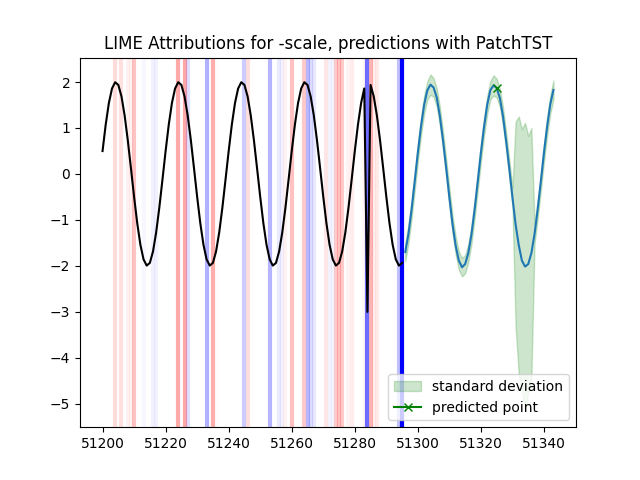 LIME Attributions for -scale, predictions with PatchTST
2
1
0
−1
−2
−3
−4
−5
standard deviation
predicted point
51200 51220 51240 51260 51280 51300 51320 51340